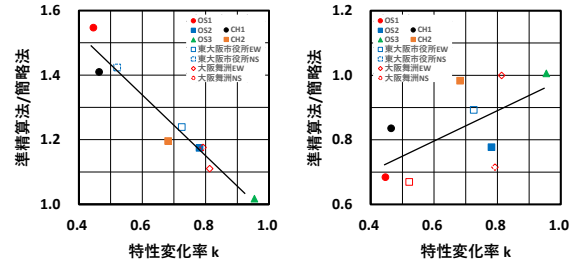 1.6
1.4
1.2
1.0
準精算法/簡略法
OS1
OS2
OS3
CH1
CH2
東大阪市役所EW
東大阪市役所NS
大阪舞洲EW
大阪舞洲NS
0.4
0.6
0.8
1.0
特性変化率 k
1.2
1.0
0.8
0.6
準精算法/簡略法
OS1
OS2
OS3
CH1
CH2
東大阪市役所EW
東大阪市役所NS
大阪舞洲EW
大阪舞洲NS
0.4
0.6
0.8
1.0
特性変化率 k